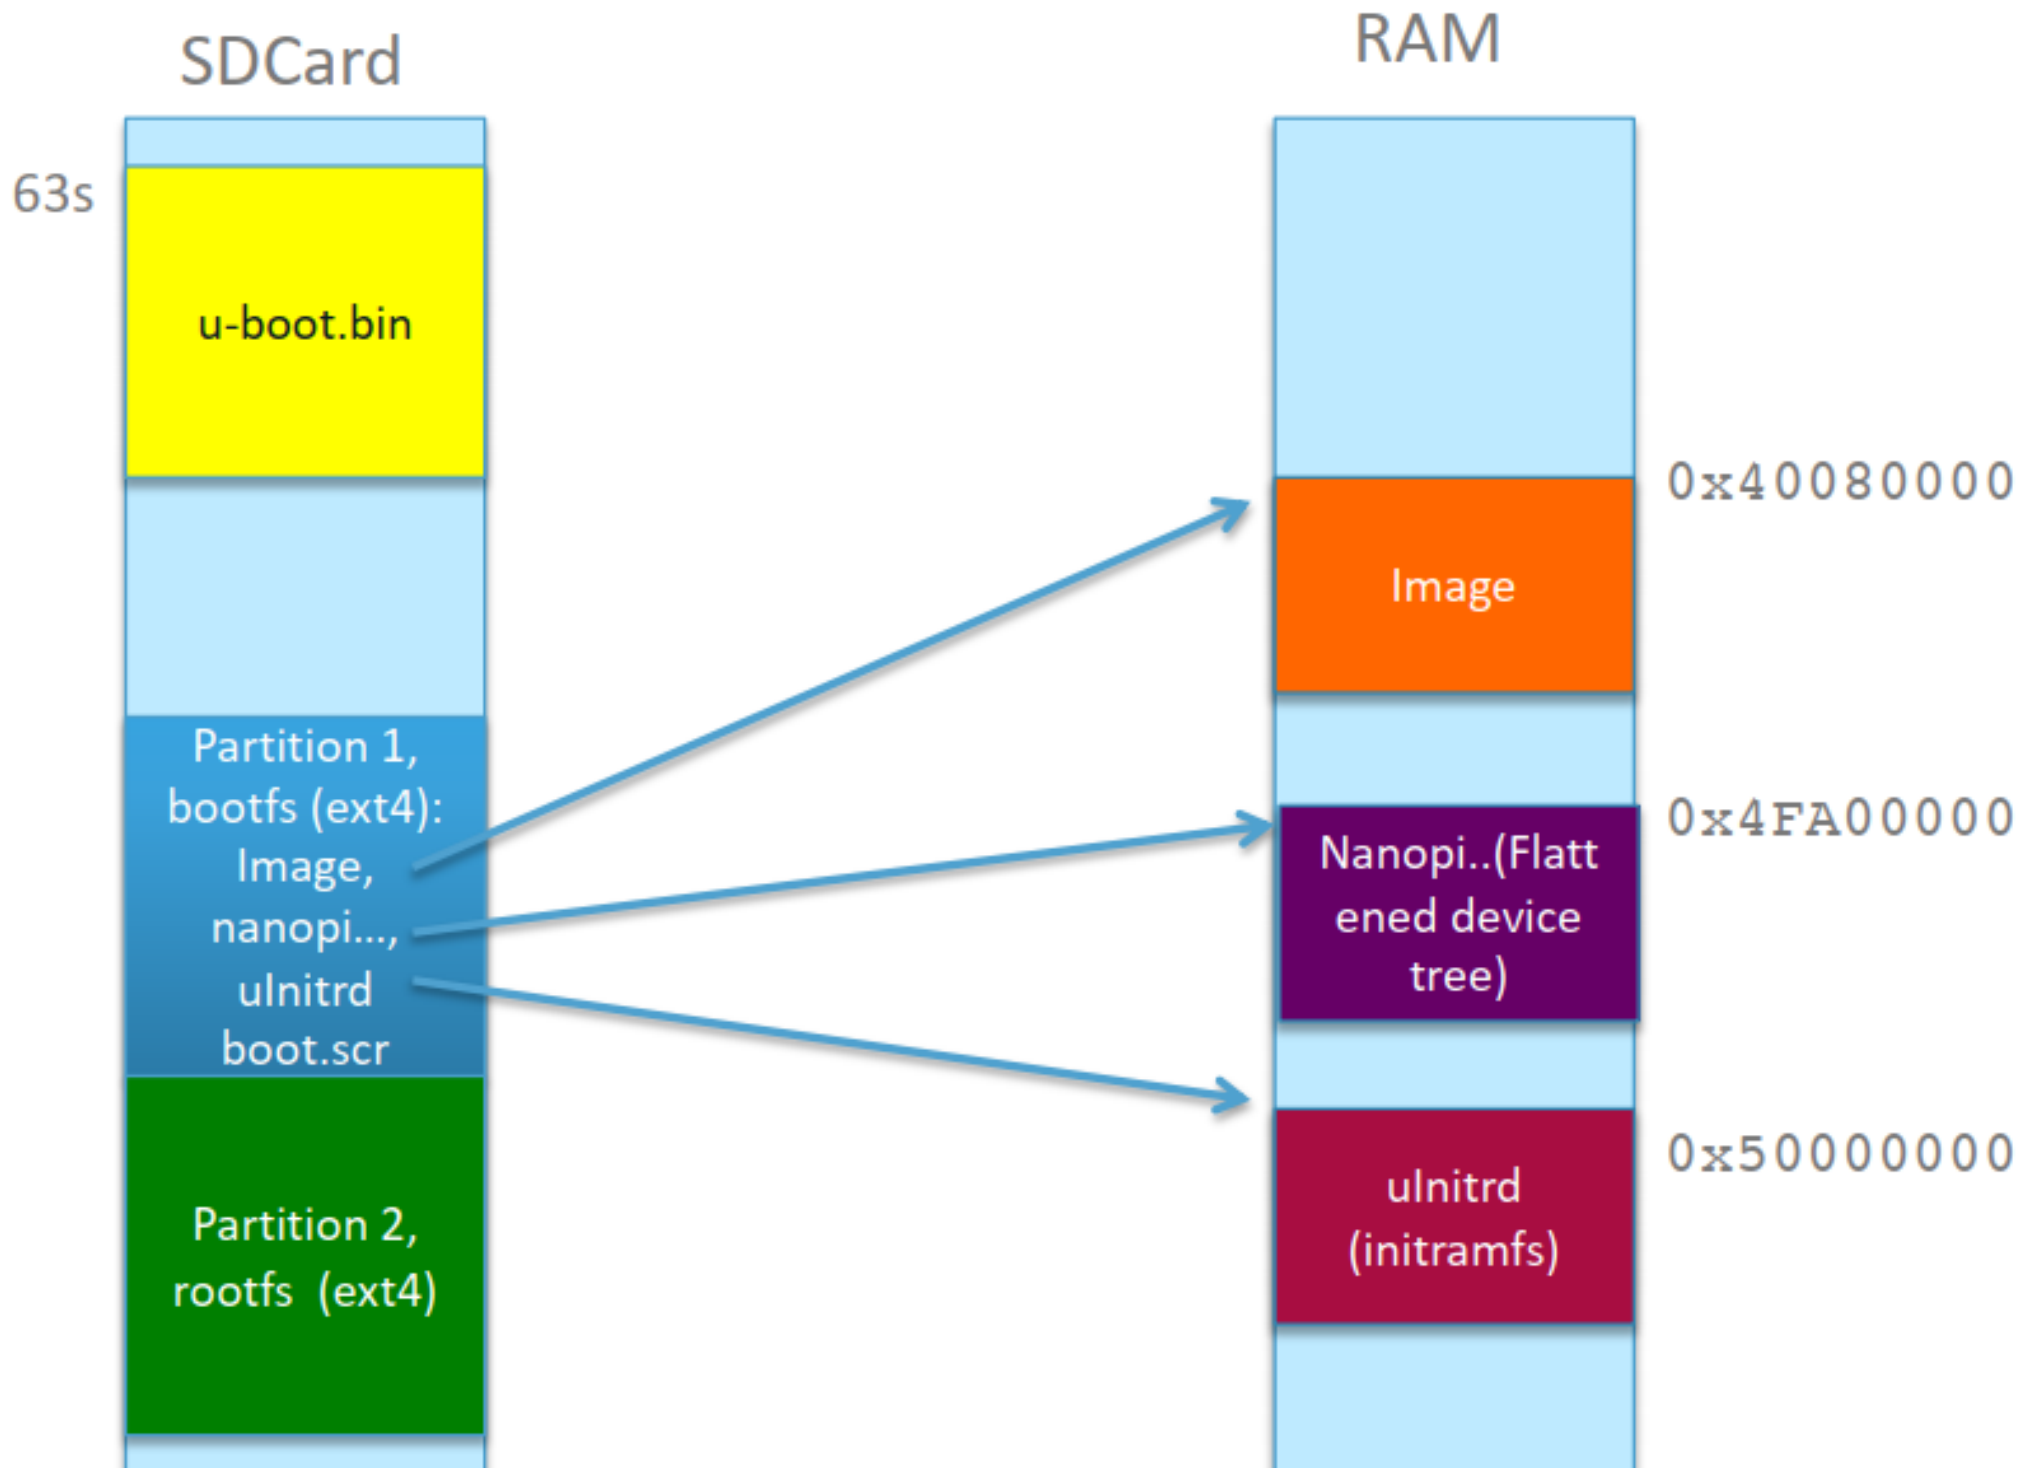 SDCard
63s
u-boot.bin
Partition 1,
bootfs (ext4):
Image,
nanopi...,
uInitrd
boot.scr
Partition 2,
rootfs (ext4)
RAM
0x40080000
Image
0x4FA00000
Nanopi..(Flatt
ened device
tree)
0x50000000
uInitrd
(initramfs)